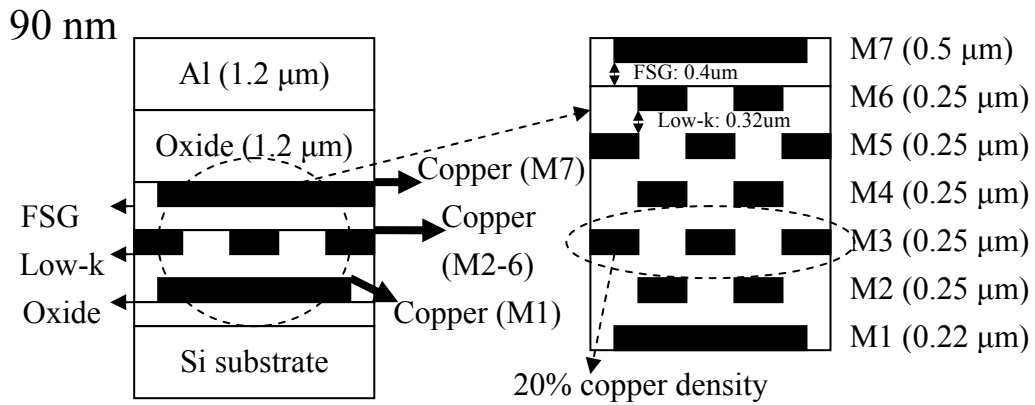 90 nm
Al (1.2 μm)
Oxide (1.2 μm)
Copper (M7)
FSG
Copper
(M2-6)
Low-k
Oxide
Copper (M1)
Si substrate
M7 (0.5 μm)
FSG: 0.4um
M6 (0.25 μm)
Low-k: 0.32um
M5 (0.25 μm)
M4 (0.25 μm)
M3 (0.25 μm)
M2 (0.25 μm)
M1 (0.22 μm)
20% copper density